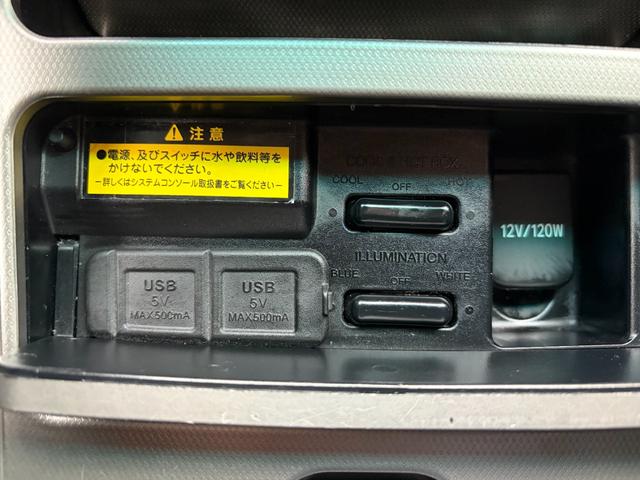 ⚠ 注意
●電源、及びスイッチに水や飲料等を
かけないでください。
－詳しくはシステムコンソール取扱書をご覧ください－
COOL & HOT BOX
COOL OFF HOT
ILLUMINATION
BLUE OFF WHITE
12V/120W
USB
5V
MAX500mA
USB
5V
MAX500mA